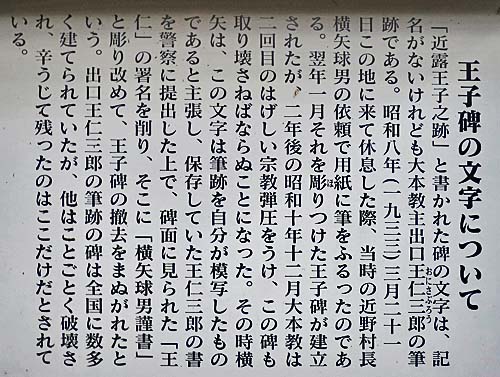 王子碑の文字について
「近露王子之跡」と書かれた碑の文字は、記
名がないけれども大本教主出口王仁三郎の筆
おにさぶろう
跡である。昭和八年(一九三三)三月二十一
日この地に来て休息した際、当時の近野村長
横矢球男の依頼で用紙に筆をふるったのであ
る。翌年一月それを彫りつけた王子碑が建立
ほ
されたが、二年後の昭和十年十二月大本教は
二回目のはげしい宗教弾圧をうけ、この碑も
取り壊さねばならぬことになった。その時横
矢は、この文字は筆跡を自分が模写したもの
であると主張し、保存していた王仁三郎の書
を警察に提出した上で、碑面に見られた「王
仁」の署名を削り、そこに「横矢球男謹書」
と彫り改めて、王子碑の撤去をまぬがれたと
いう。出口王仁三郎の筆跡の碑は全国に数多
く建てられていたが、他はことごとく破壊さ
れ、辛うじて残ったのはここだけだとされて
いる。